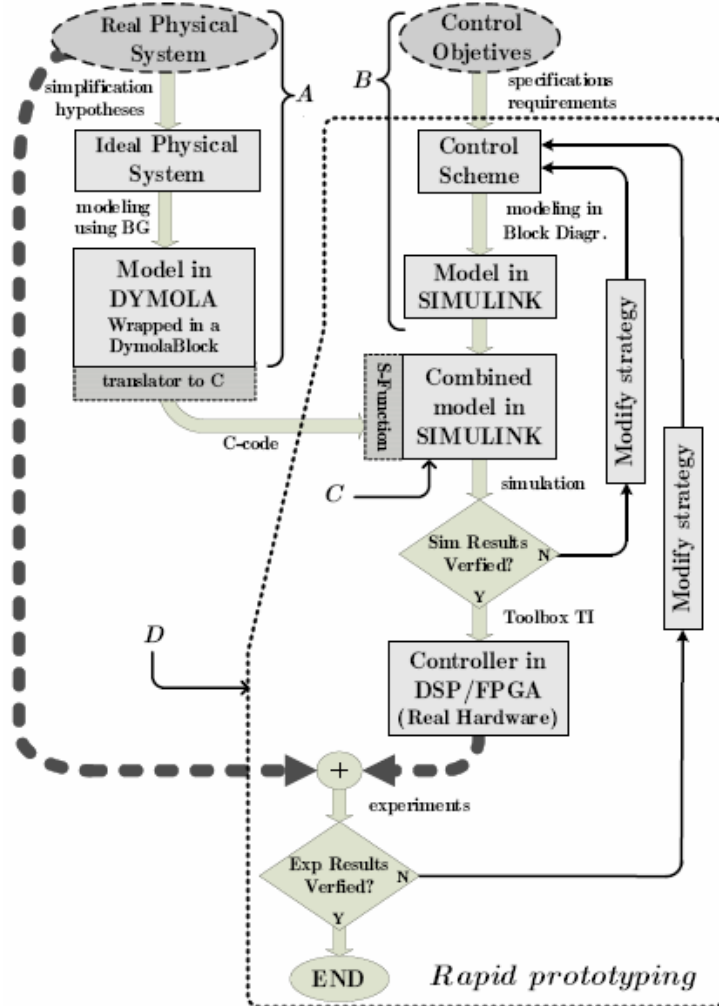 Real Physical
System
A
simplification
hypotheses
Ideal Physical
System
modeling
using BG
Model in
DYMOLA
Wrapped in a
DymolaBlock
translator to C
C-code
Control
Objetives
B
specifications
requirements
Control
Scheme
modeling in
Block Diagr.
Model in
SIMULINK
S-Function
Combined
model in
SIMULINK
C
simulation
Sim Results
Verfied?
N
Y
Modify strategy
Modify strategy
Toolbox TI
D
Controller in
DSP/FPGA
(Real Hardware)
+
experiments
Exp Results
Verfied?
N
Y
END
Rapid prototyping